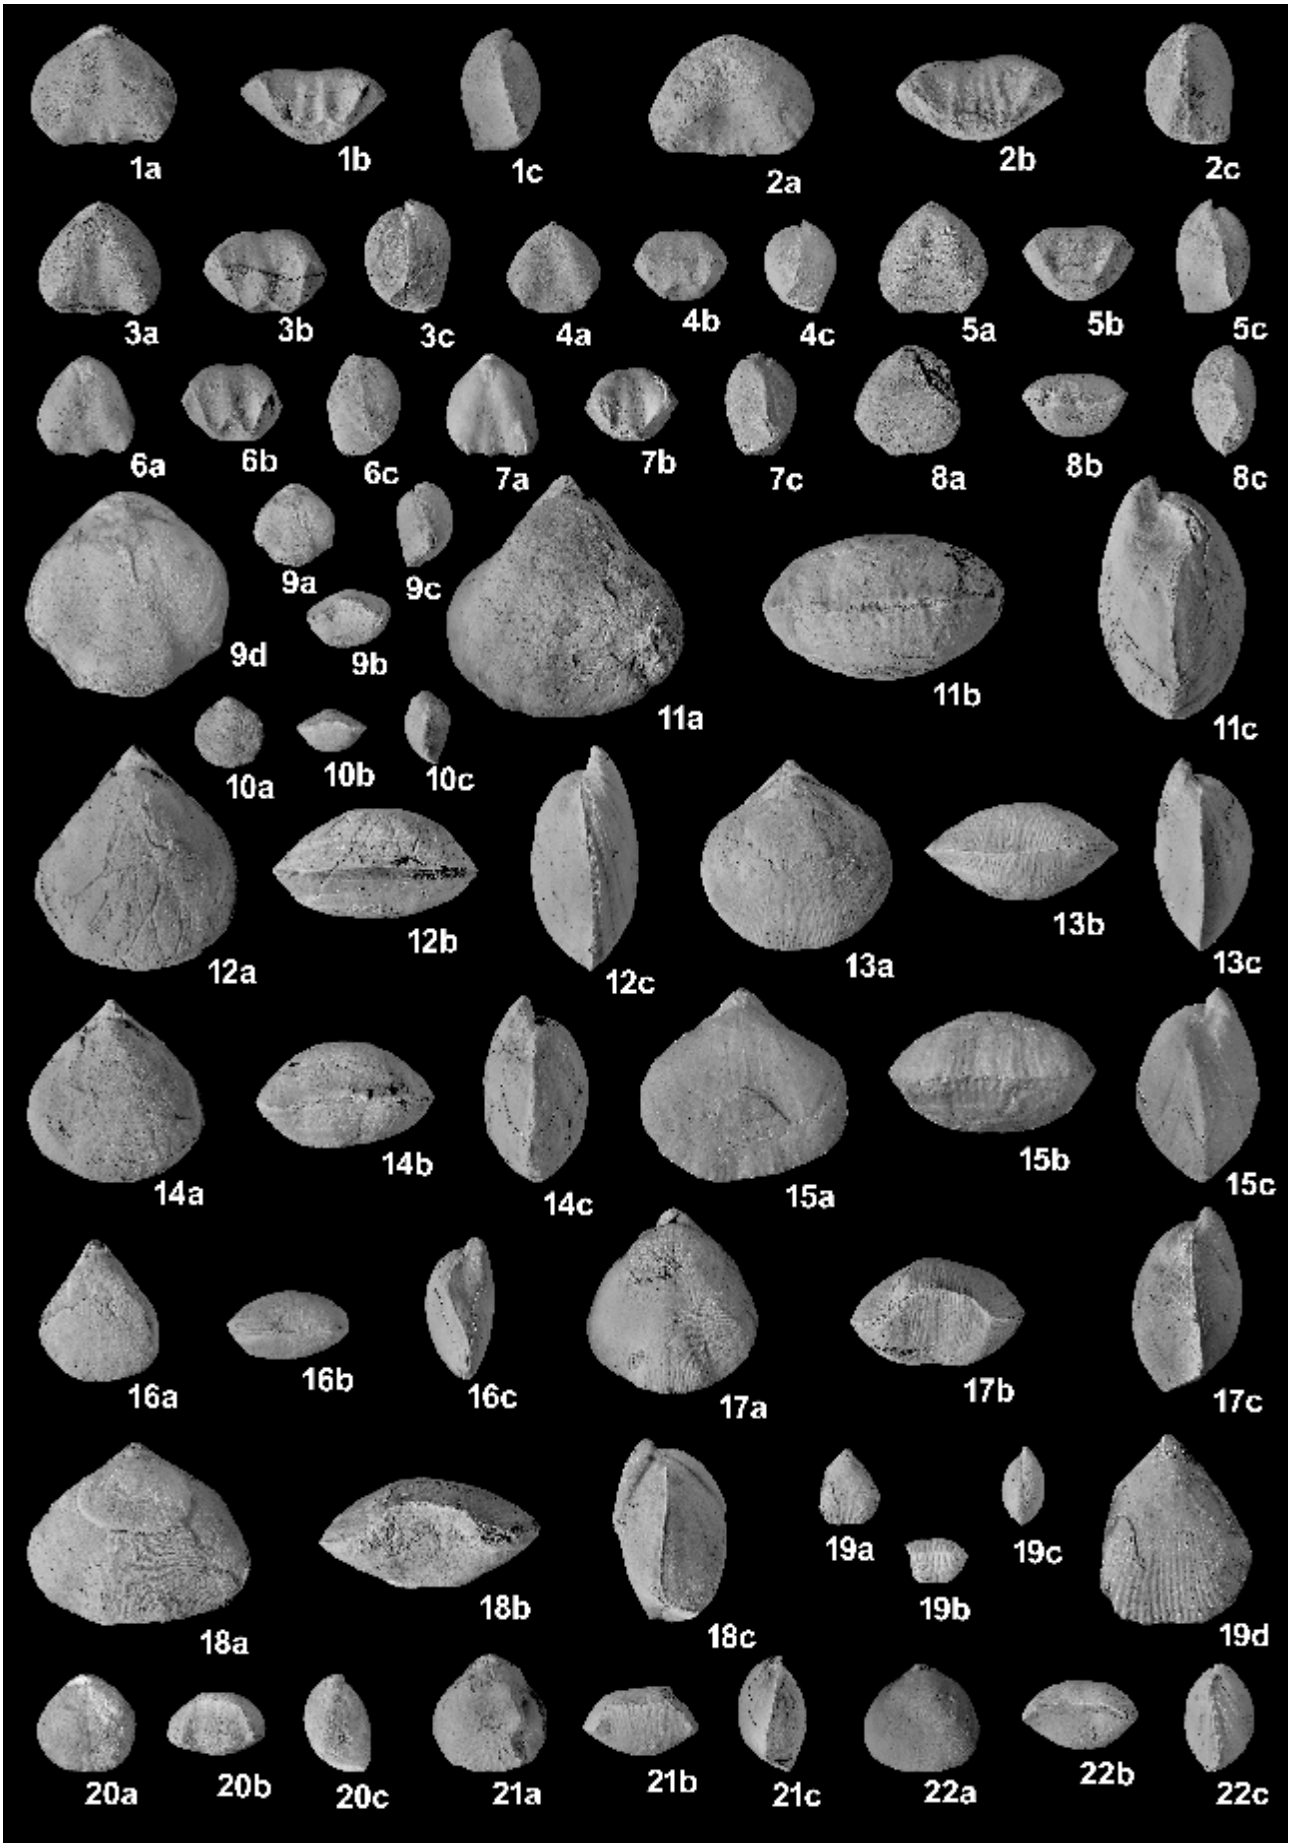 1a 1b 1c 2a 2b 2c
3a 3b 3c 4a 4b 4c 5a 5b 5c
6a 6b 6c 7a 7b 7c 8a 8b 8c
9a 9c
9d 9b
11a 11b 11c
10a 10b 10c
12a 12b 12c 13a 13b 13c
14a 14b 14c 15a 15b 15c
16a 16b 16c 17a 17b 17c
18a 18b 18c 19a 19b 19c 19d
20a 20b 20c 21a 21b 21c 22a 22b 22c